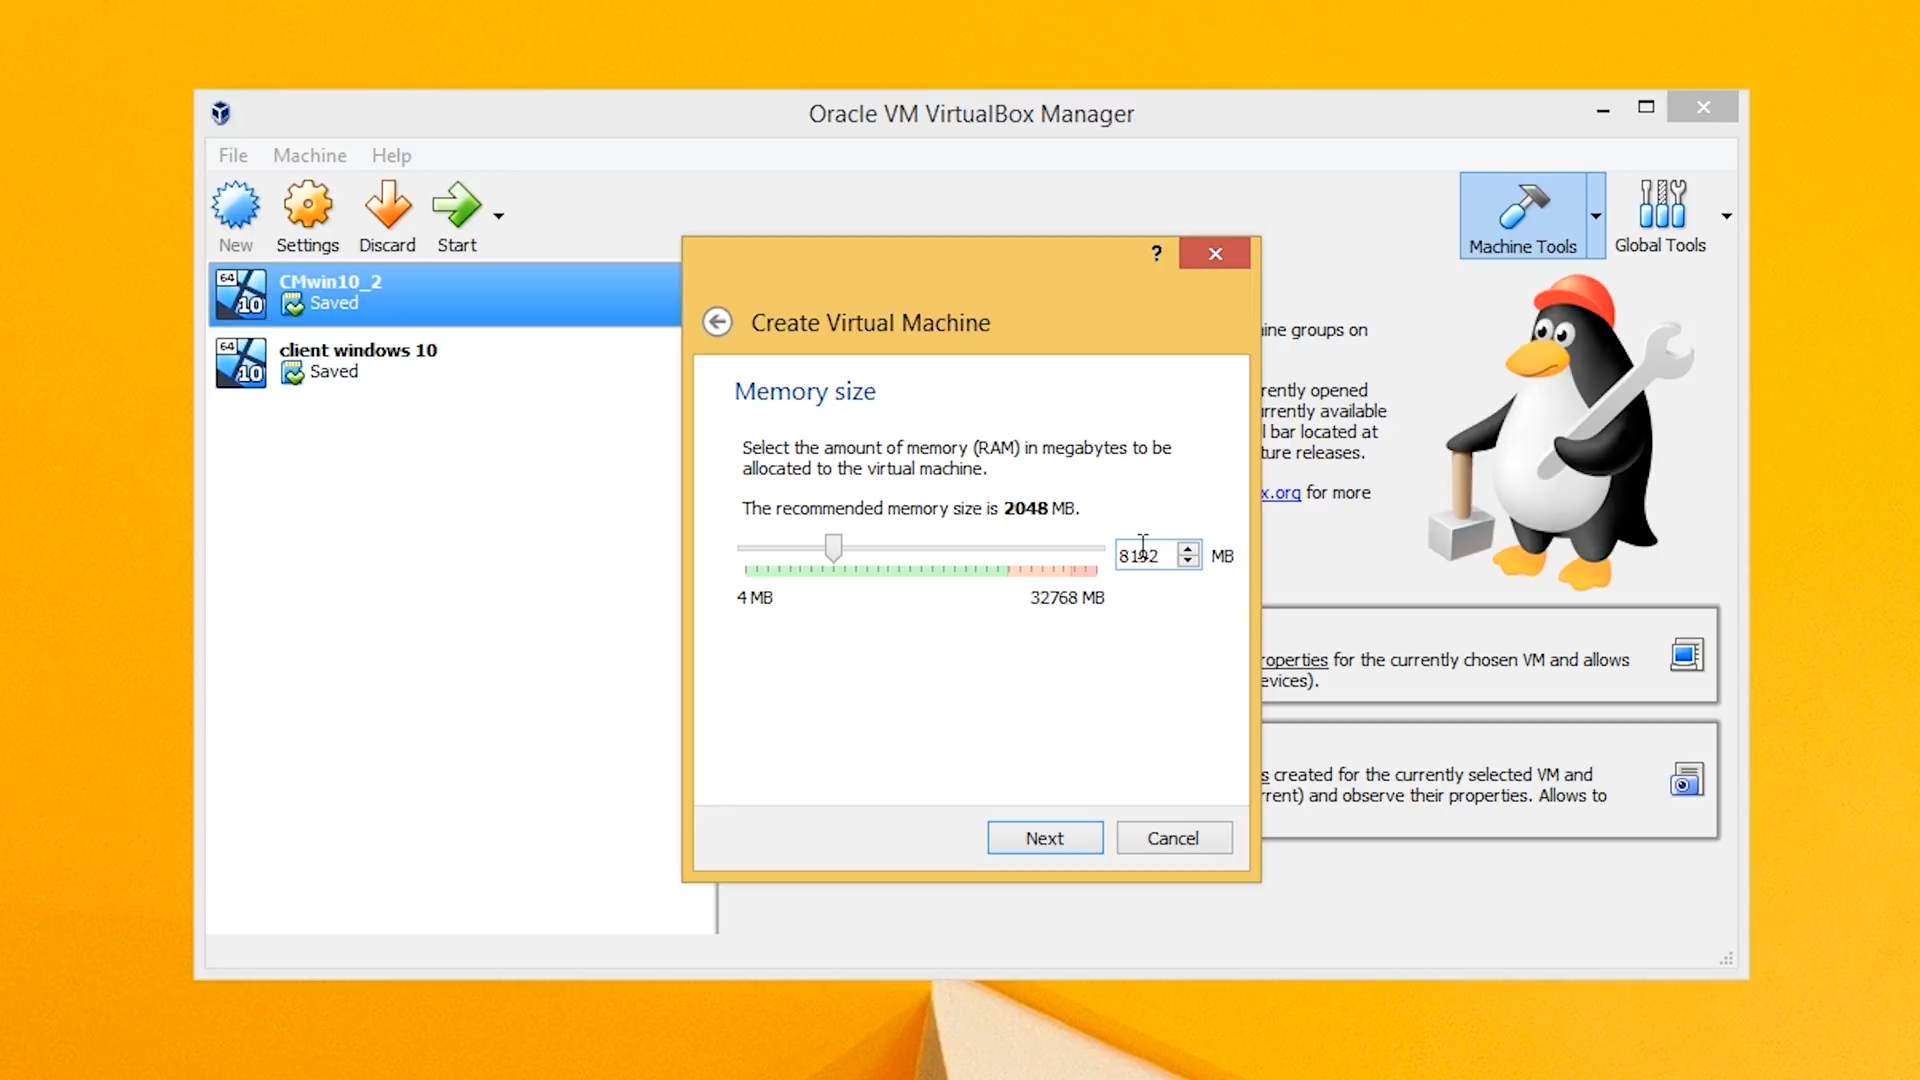 Oracle VM VirtualBox Manager
File Machine Help
New Settings Discard Start
Machine Tools Global Tools
64 10 CMwin10_2
Saved
64 10 client windows 10
Saved
?
Create Virtual Machine
Memory size
Select the amount of memory (RAM) in megabytes to be
allocated to the virtual machine.
The recommended memory size is 2048 MB.
8192 MB
4 MB 32768 MB
Next Cancel
ine groups on
rently opened
urrently available
l bar located at
ture releases.
x.org for more
roperties for the currently chosen VM and allows
evices).
s created for the currently selected VM and
rrent) and observe their properties. Allows to